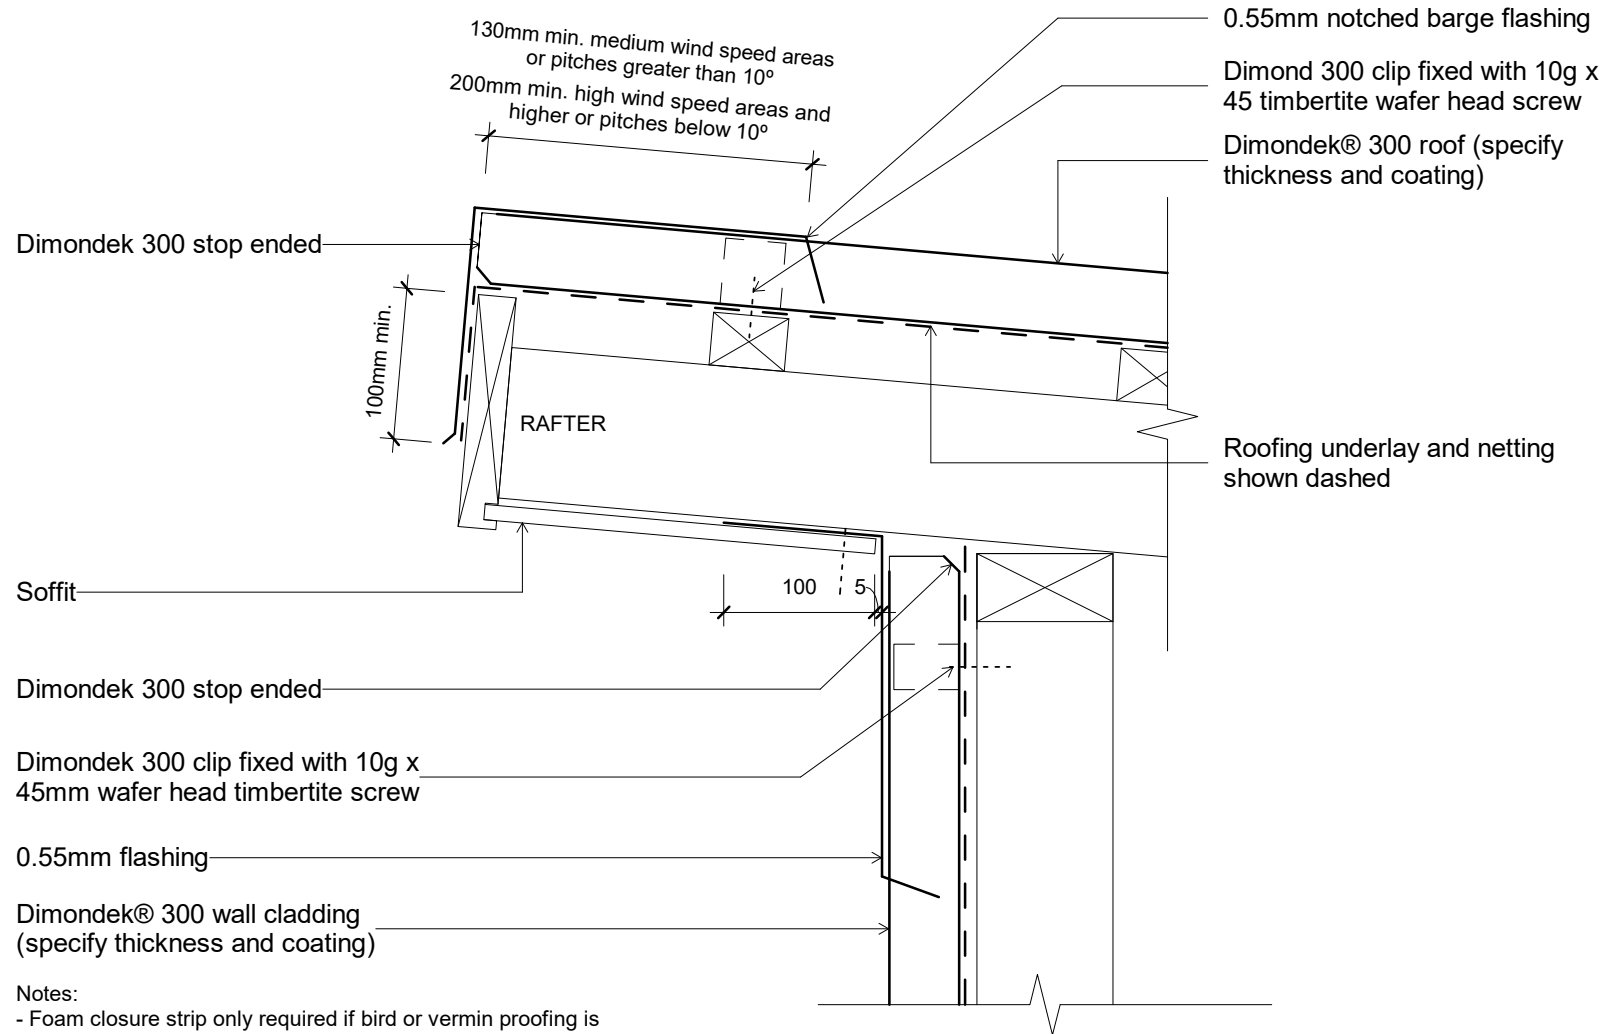 130mm min. medium wind speed areas
or pitches greater than 10º
200mm min. high wind speed areas and
higher or pitches below 10º
0.55mm notched barge flashing
Dimond 300 clip fixed with 10g x
45 timbertite wafer head screw
Dimondek® 300 roof (specify
thickness and coating)
Dimondek 300 stop ended
100mm min.
RAFTER
Roofing underlay and netting
shown dashed
Soffit
100
5
Dimondek 300 stop ended
Dimondek 300 clip fixed with 10g x
45mm wafer head timbertite screw
0.55mm flashing
Dimondek® 300 wall cladding
(specify thickness and coating)
Notes:
- Foam closure strip only required if bird or vermin proofing is